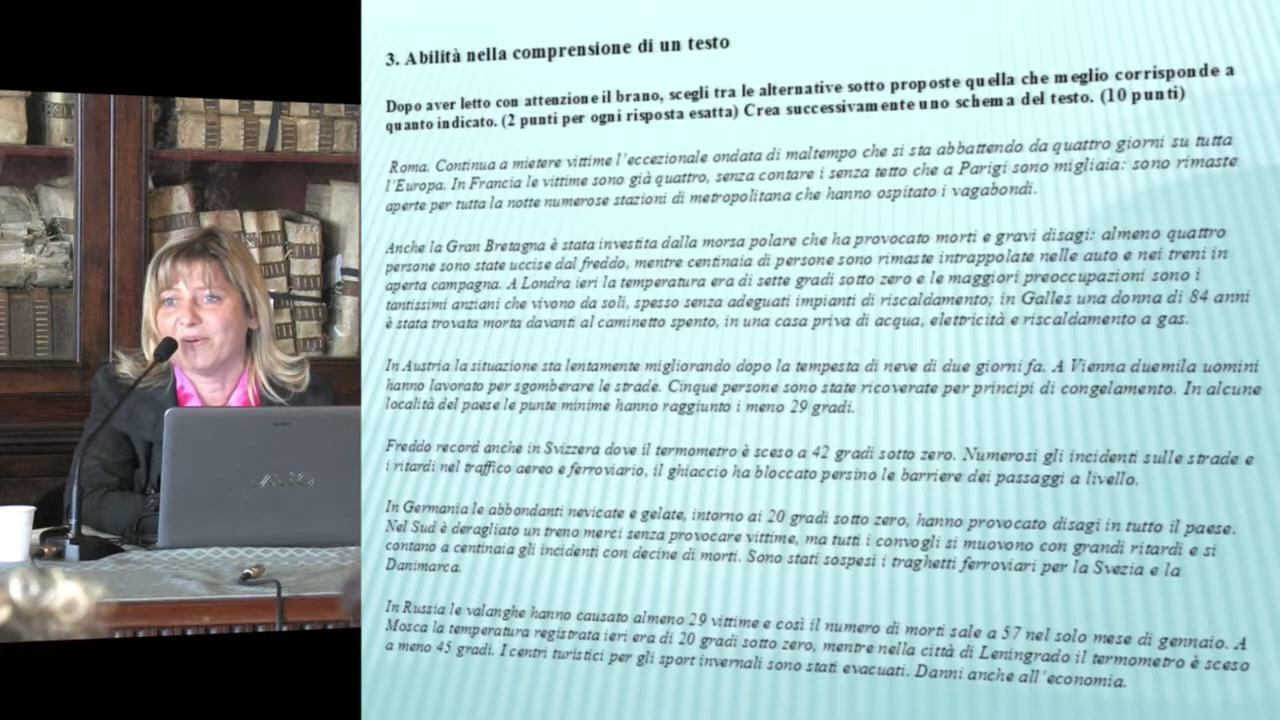 3. Abilità nella comprensione di un testo
Dopo aver letto con attenzione il brano, scegli tra le alternative sotto proposte quella che meglio corrisponde a
quanto indicato. (2 punti per ogni risposta esatta) Crea successivamente uno schema del testo. (10 punti)
Roma. Continua a mietere vittime l'eccezionale ondata di maltempo che si sta abbattendo da quattro giorni su tutta
l'Europa. In Francia le vittime sono già quattro, senza contare i senza tetto che a Parigi sono migliaia: sono rimaste
aperte per tutta la notte numerose stazioni di metropolitana che hanno ospitato i vagabondi.
Anche la Gran Bretagna è stata investita dalla morsa polare che ha provocato morti e gravi disagi: almeno quattro
persone sono state uccise dal freddo, mentre centinaia di persone sono rimaste intrappolate nelle auto e nei treni in
aperta campagna. A Londra ieri la temperatura era di sette gradi sotto zero e le maggiori preoccupazioni sono i
tantissimi anziani che vivono da soli, spesso senza adeguati impianti di riscaldamento; in Galles una donna di 84 anni
è stata trovata morta davanti al caminetto spento, in una casa priva di acqua, elettricità e riscaldamento a gas.
In Austria la situazione sta lentamente migliorando dopo la tempesta di neve di due giorni fa. A Vienna duemila uomini
hanno lavorato per sgomberare le strade. Cinque persone sono state ricoverate per principi di congelamento. In alcune
località del paese le punte minime hanno raggiunto i meno 29 gradi.
Freddo record anche in Svizzera dove il termometro è sceso a 42 gradi sotto zero. Numerosi gli incidenti sulle strade e
i ritardi nel traffico aereo e ferroviario, il ghiaccio ha bloccato persino le barriere dei passaggi a livello.
In Germania le abbondanti nevicate e gelate, intorno ai 20 gradi sotto zero, hanno provocato disagi in tutto il paese.
Nel Sud è deragliato un treno merci senza provocare vittime, ma tutti i convogli si muovono con grandi ritardi e si
contano a centinaia gli incidenti con decine di morti. Sono stati sospesi i traghetti ferroviari per la Svezia e la
Danimarca.
In Russia le valanghe hanno causato almeno 29 vittime e così il numero di morti sale a 57 nel solo mese di gennaio. A
Mosca la temperatura registrata ieri era di 20 gradi sotto zero, mentre nella città di Leningrado il termometro è sceso
a meno 45 gradi. I centri turistici per gli sport invernali sono stati evacuati. Danni anche all'economia.